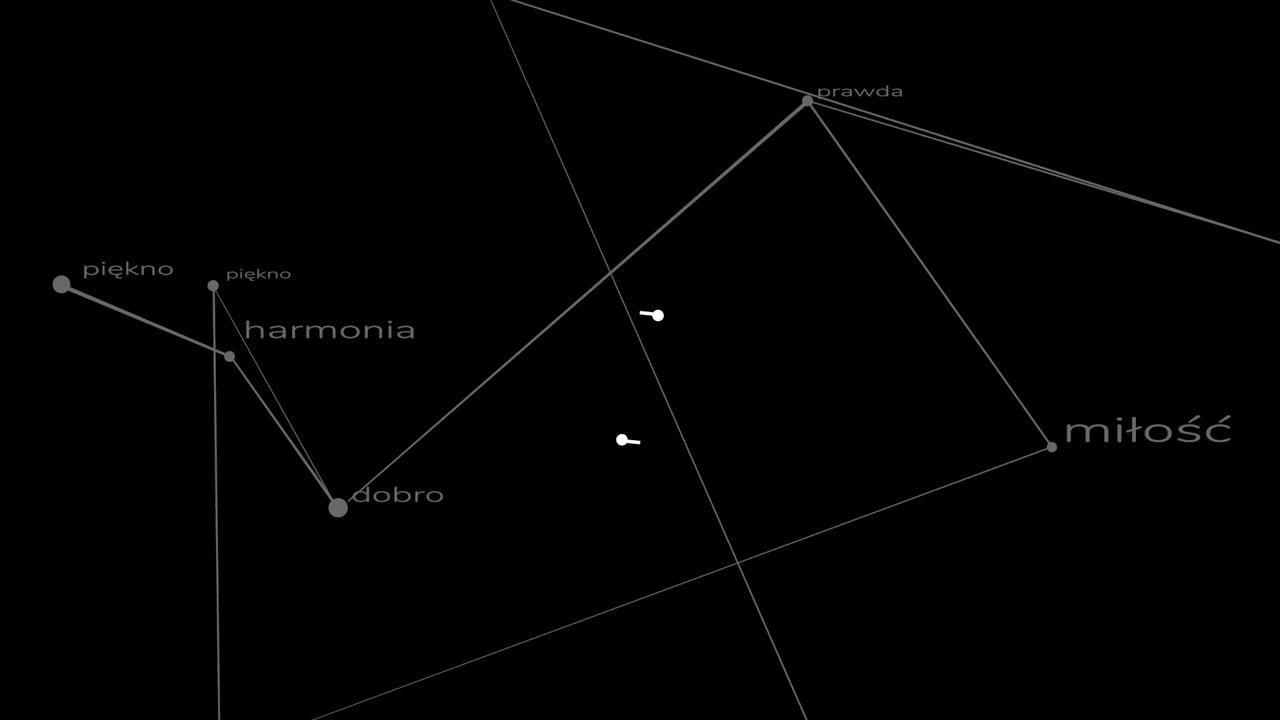 prawda
piękno
piękno
harmonia
miłość
dobro